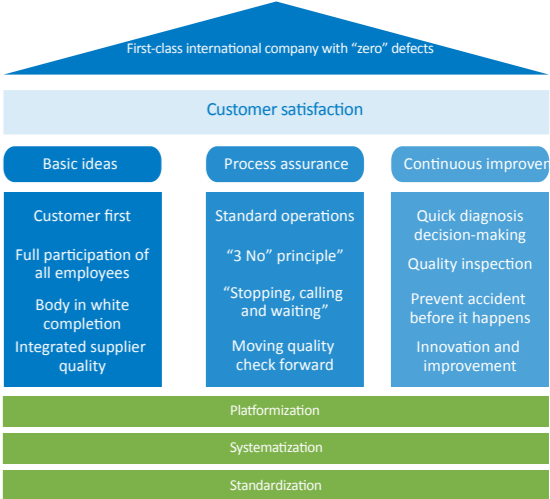 First-class international company with “zero” defects
Customer satisfaction
Basic ideas
Process assurance
Continuous improver
Customer first
Full participation of
all employees
Body in white
completion
Integrated supplier
quality
Standard operations
“3 No” principle”
“Stopping, calling
and waiting”
Moving quality
check forward
Quick diagnosis
decision-making
Quality inspection
Prevent accident
before it happens
Innovation and
improvement
Platformization
Systematization
Standardization